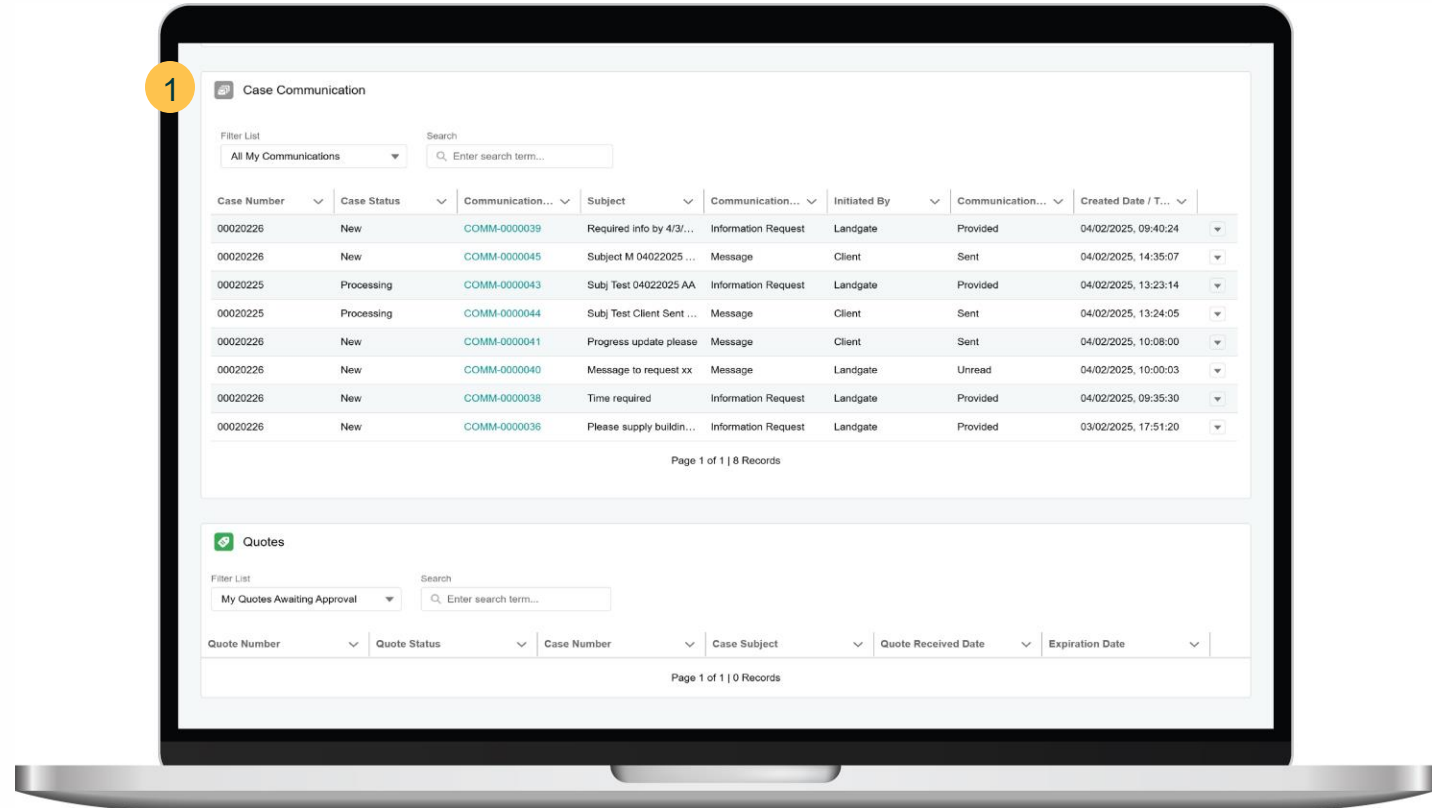 1
Case Communication
Filter List Search
All My Communications Enter search term...
Case Number Case Status Communication... Subject Communication... Initiated By Communication... Created Date / T...
00020226 New COMM-0000039 Required info by 4/3/... Information Request Landgate Provided 04/02/2025, 09:40:24
00020226 New COMM-0000045 Subject M 04022025 ... Message Client Sent 04/02/2025, 14:35:07
00020225 Processing COMM-0000043 Subj Test 04022025 AA Information Request Landgate Provided 04/02/2025, 13:23:14
00020225 Processing COMM-0000044 Subj Test Client Sent ... Message Client Sent 04/02/2025, 13:24:05
00020226 New COMM-0000041 Progress update please Message Client Sent 04/02/2025, 10:08:00
00020226 New COMM-0000040 Message to request xx Message Landgate Unread 04/02/2025, 10:00:03
00020226 New COMM-0000038 Time required Information Request Landgate Provided 04/02/2025, 09:35:30
00020226 New COMM-0000036 Please supply buildin... Information Request Landgate Provided 03/02/2025, 17:51:20
Page 1 of 1 | 8 Records
Quotes
Filter List Search
My Quotes Awaiting Approval Enter search term...
Quote Number Quote Status Case Number Case Subject Quote Received Date Expiration Date
Page 1 of 1 | 0 Records